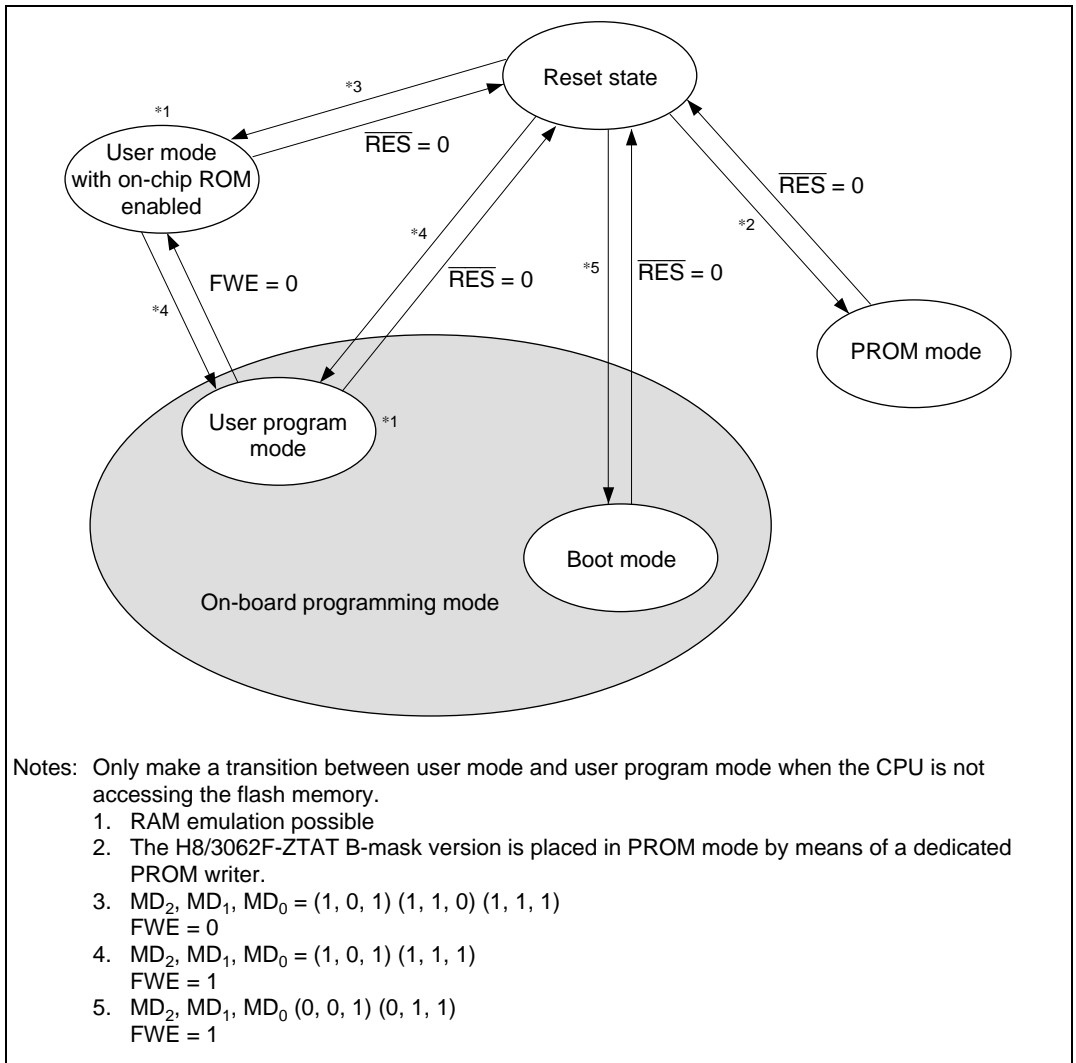 Reset state
*3
*1
RES = 0
User mode
with on-chip ROM
enabled
RES = 0
*2
*4
FWE = 0
RES = 0
*5
RES = 0
*4
PROM mode
User program
mode
*1
Boot mode
On-board programming mode
Notes: Only make a transition between user mode and user program mode when the CPU is not
accessing the flash memory.
1. RAM emulation possible
2. The H8/3062F-ZTAT B-mask version is placed in PROM mode by means of a dedicated
PROM writer.
3. MD₂, MD₁, MD₀ = (1, 0, 1) (1, 1, 0) (1, 1, 1)
FWE = 0
4. MD₂, MD₁, MD₀ = (1, 0, 1) (1, 1, 1)
FWE = 1
5. MD₂, MD₁, MD₀ (0, 0, 1) (0, 1, 1)
FWE = 1